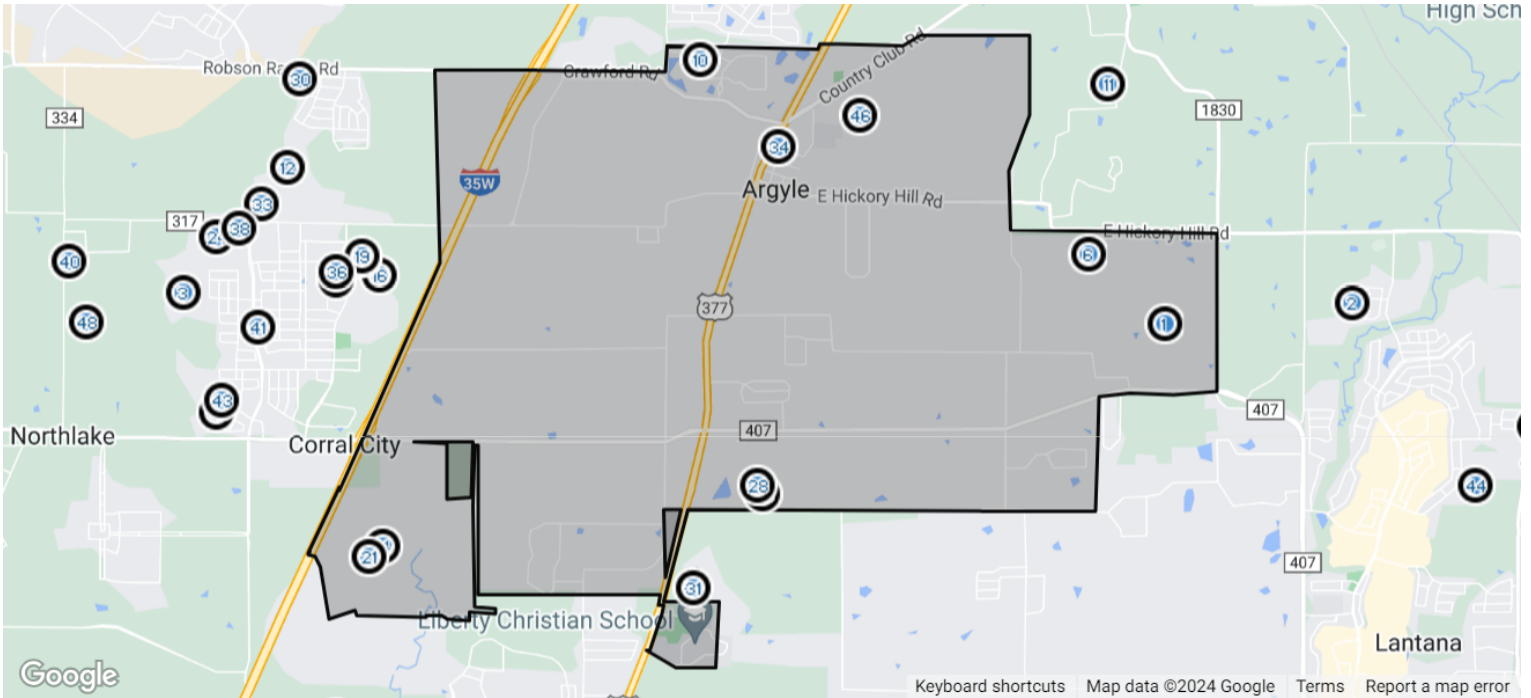 High Sch
Robson Ra
Rd
30
Crawford Rd
10
Country Club Rd
11
334
1830
46
34
12
35W
Argyle
E Hickory Hill Rd
33
317
38
E Hickory Hill Rd
40
19
6
36
16
3
2
377
48
41
1
43
407
407
Northlake
Corral City
28
44
21
407
31
Liberty Christian School
Lantana
Google
Keyboard shortcuts
Map data ©2024 Google
Terms
Report a map error